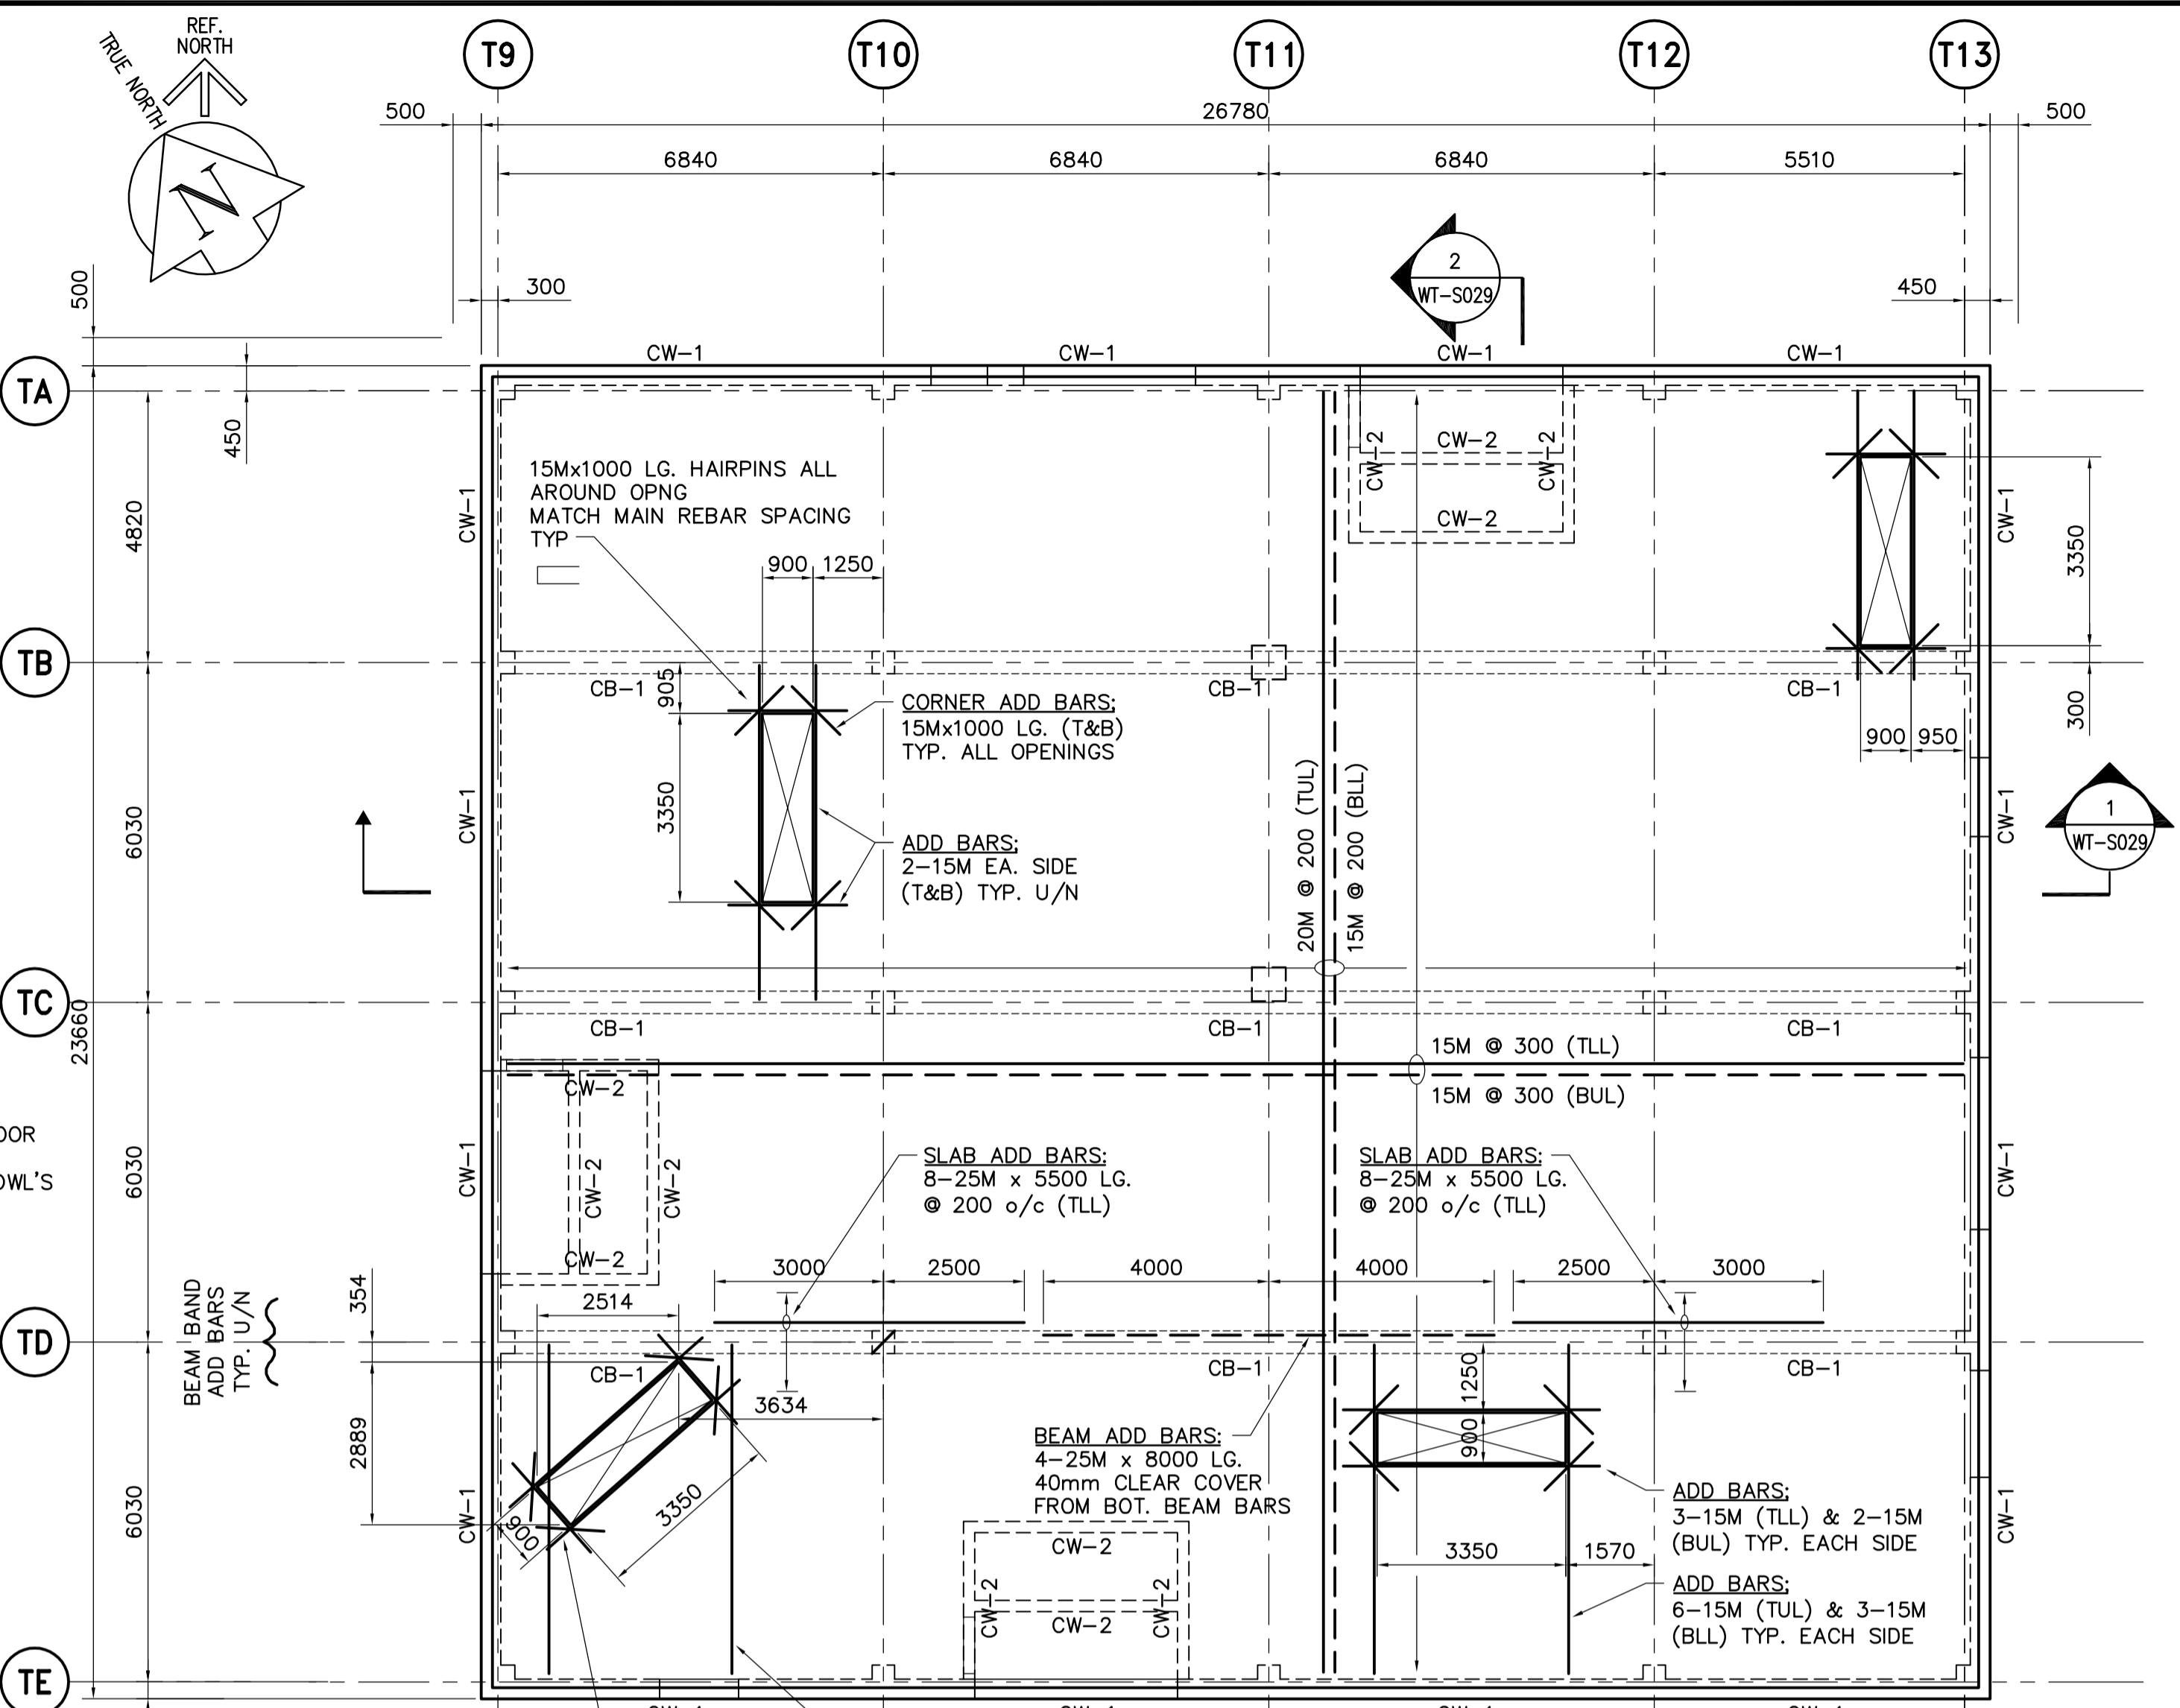 REF.
NORTH
TRUE NORTH
N
T9
T10
T11
T12
T13
500
26780
500
6840
6840
6840
5510
300
450
2
WT-S029
500
450
TA
TB
TC
TD
TE
4820
6030
6030
6030
23660
CW-1
CW-1
CW-1
CW-1
CW-1
CW-1
CW-1
CW-1
15Mx1000 LG. HAIRPINS ALL
AROUND OPNG
MATCH MAIN REBAR SPACING
TYP
900
1250
CW-2
CW-2
CW-2
CW-2
3350
300
900
950
CB-1
CB-1
CB-1
905
3350
CORNER ADD BARS;
15Mx1000 LG. (T&B)
TYP. ALL OPENINGS
ADD BARS;
2-15M EA. SIDE
(T&B) TYP. U/N
20M @ 200 (TUL)
15M @ 200 (BLL)
1
WT-S029
CB-1
CB-1
CB-1
15M @ 300 (TLL)
15M @ 300 (BUL)
OOR
OWL'S
CW-1
CW-2
CW-2
CW-2
CW-2
CW-1
SLAB ADD BARS:
8-25M x 5500 LG.
@ 200 o/c (TLL)
SLAB ADD BARS:
8-25M x 5500 LG.
@ 200 o/c (TLL)
3000
2500
4000
4000
2500
3000
BEAM BAND
ADD BARS
TYP. U/N
354
2889
2514
CB-1
CB-1
CB-1
3634
3350
900
CW-1
BEAM ADD BARS:
4-25M x 8000 LG.
40mm CLEAR COVER
FROM BOT. BEAM BARS
1250
900
3350
1570
ADD BARS;
3-15M (TLL) & 2-15M
(BUL) TYP. EACH SIDE
ADD BARS;
6-15M (TUL) & 3-15M
(BLL) TYP. EACH SIDE
CW-1
CW-2
CW-2
CW-2
CW-2
CW-1
CW-1
CW-1
CW-1